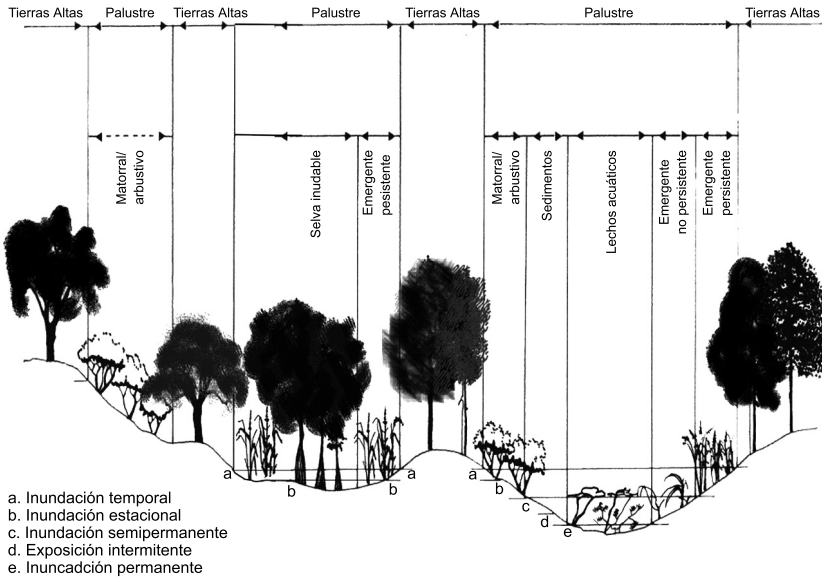 Tierras Altas
Palustre
Tierras Altas
Palustre
Tierras Altas
Palustre
Tierras Altas
Matorral/
arbustivo
Selva inudable
Emergente
pesistente
Matorral/
arbustivo
Sedimentos
Lechos acuáticos
Emergente
no persistente
Emergente
persistente
a
b
b
a
a
b
c
d
e
a. Inundación temporal
b. Inundación estacional
c. Inundación semipermanente
d. Exposición intermitente
e. Inuncadción permanente